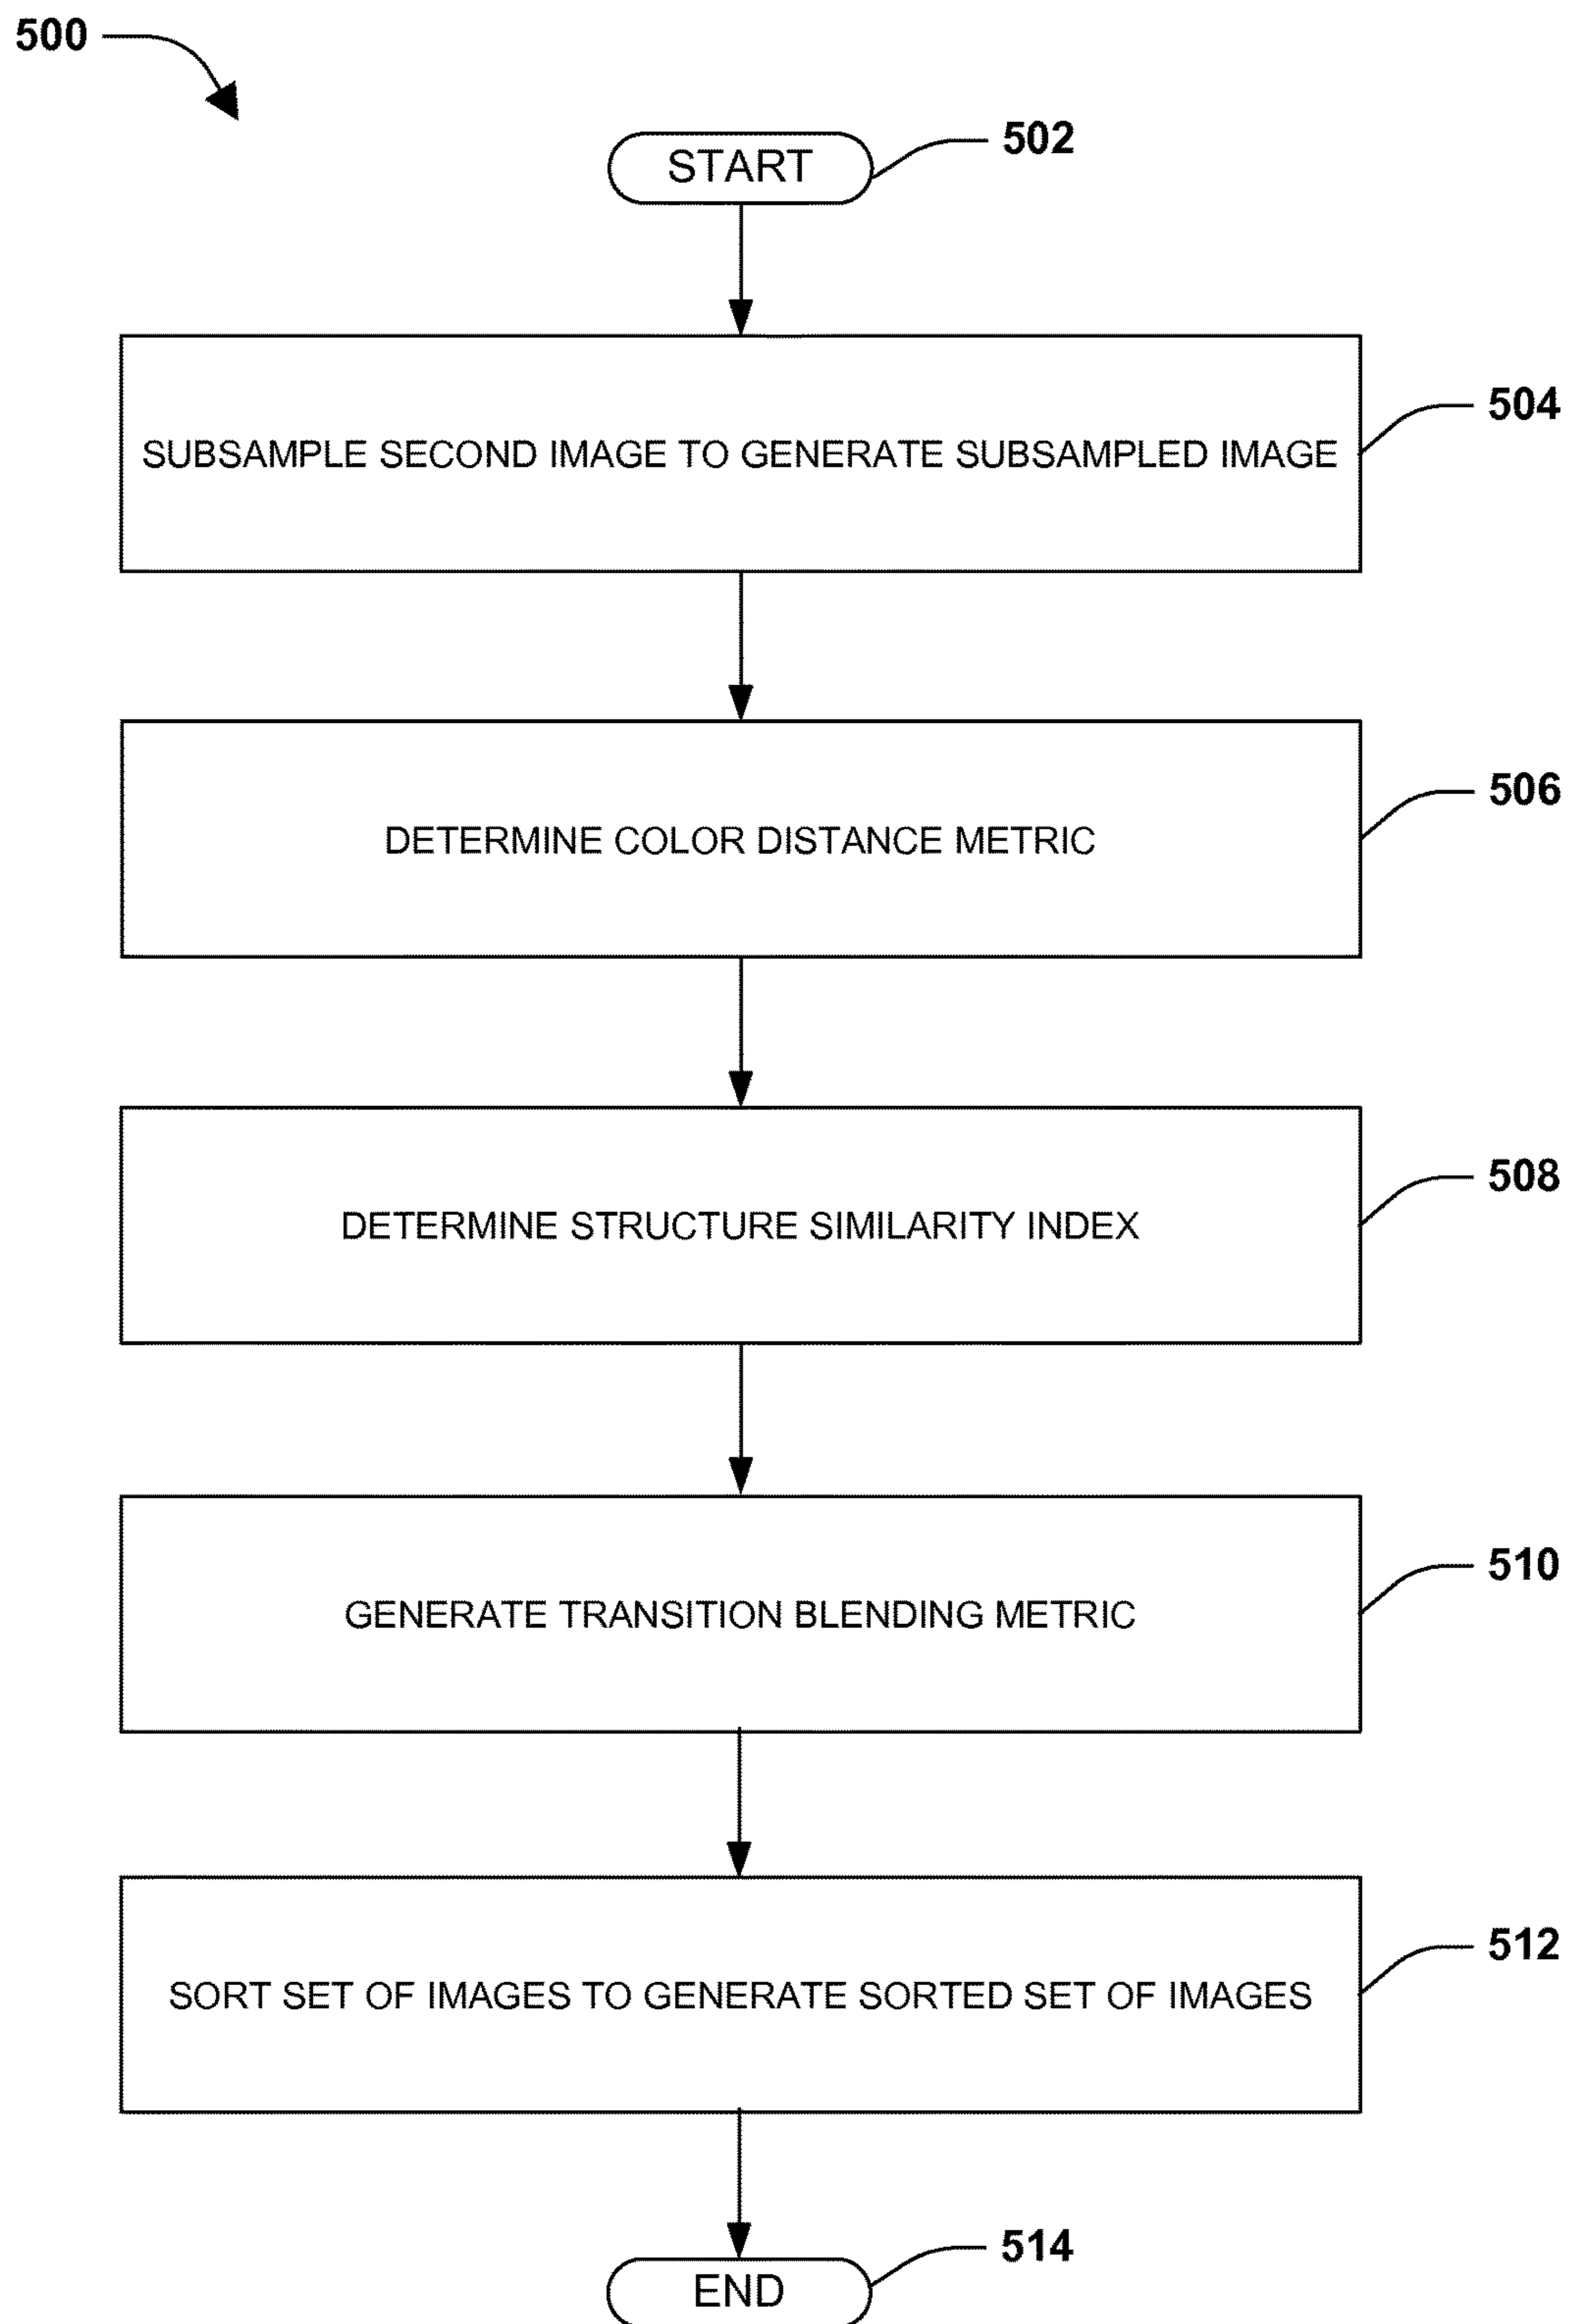 500
START
502
504
SUBSAMPLE SECOND IMAGE TO GENERATE SUBSAMPLED IMAGE
506
DETERMINE COLOR DISTANCE METRIC
508
DETERMINE STRUCTURE SIMILARITY INDEX
510
GENERATE TRANSITION BLENDING METRIC
512
SORT SET OF IMAGES TO GENERATE SORTED SET OF IMAGES
514
END